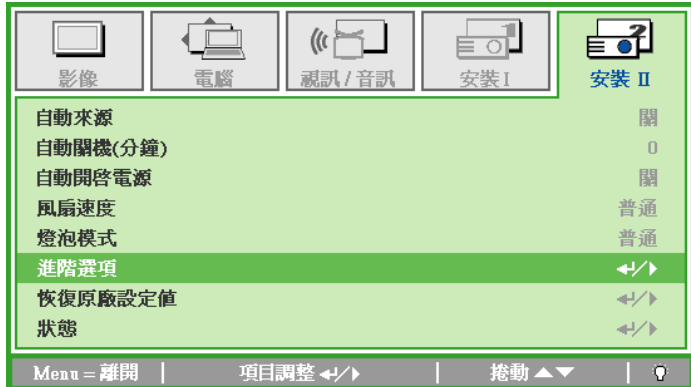 影像 電腦 視訊 / 音訊 安裝 I 安裝 II
自動來源 關
自動關機(分鐘) 0
自動開啓電源 關
風扇速度 普通
燈泡模式 普通
進階選項
恢復原廠設定值
狀態
Menu = 離開 項目調整 捲動